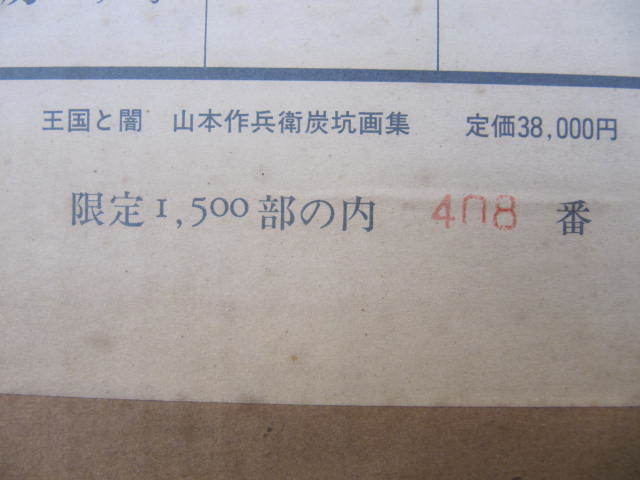 王国と闇 山本作兵衛炭坑画集 定価38,000円
限定1,500部の内 408 番